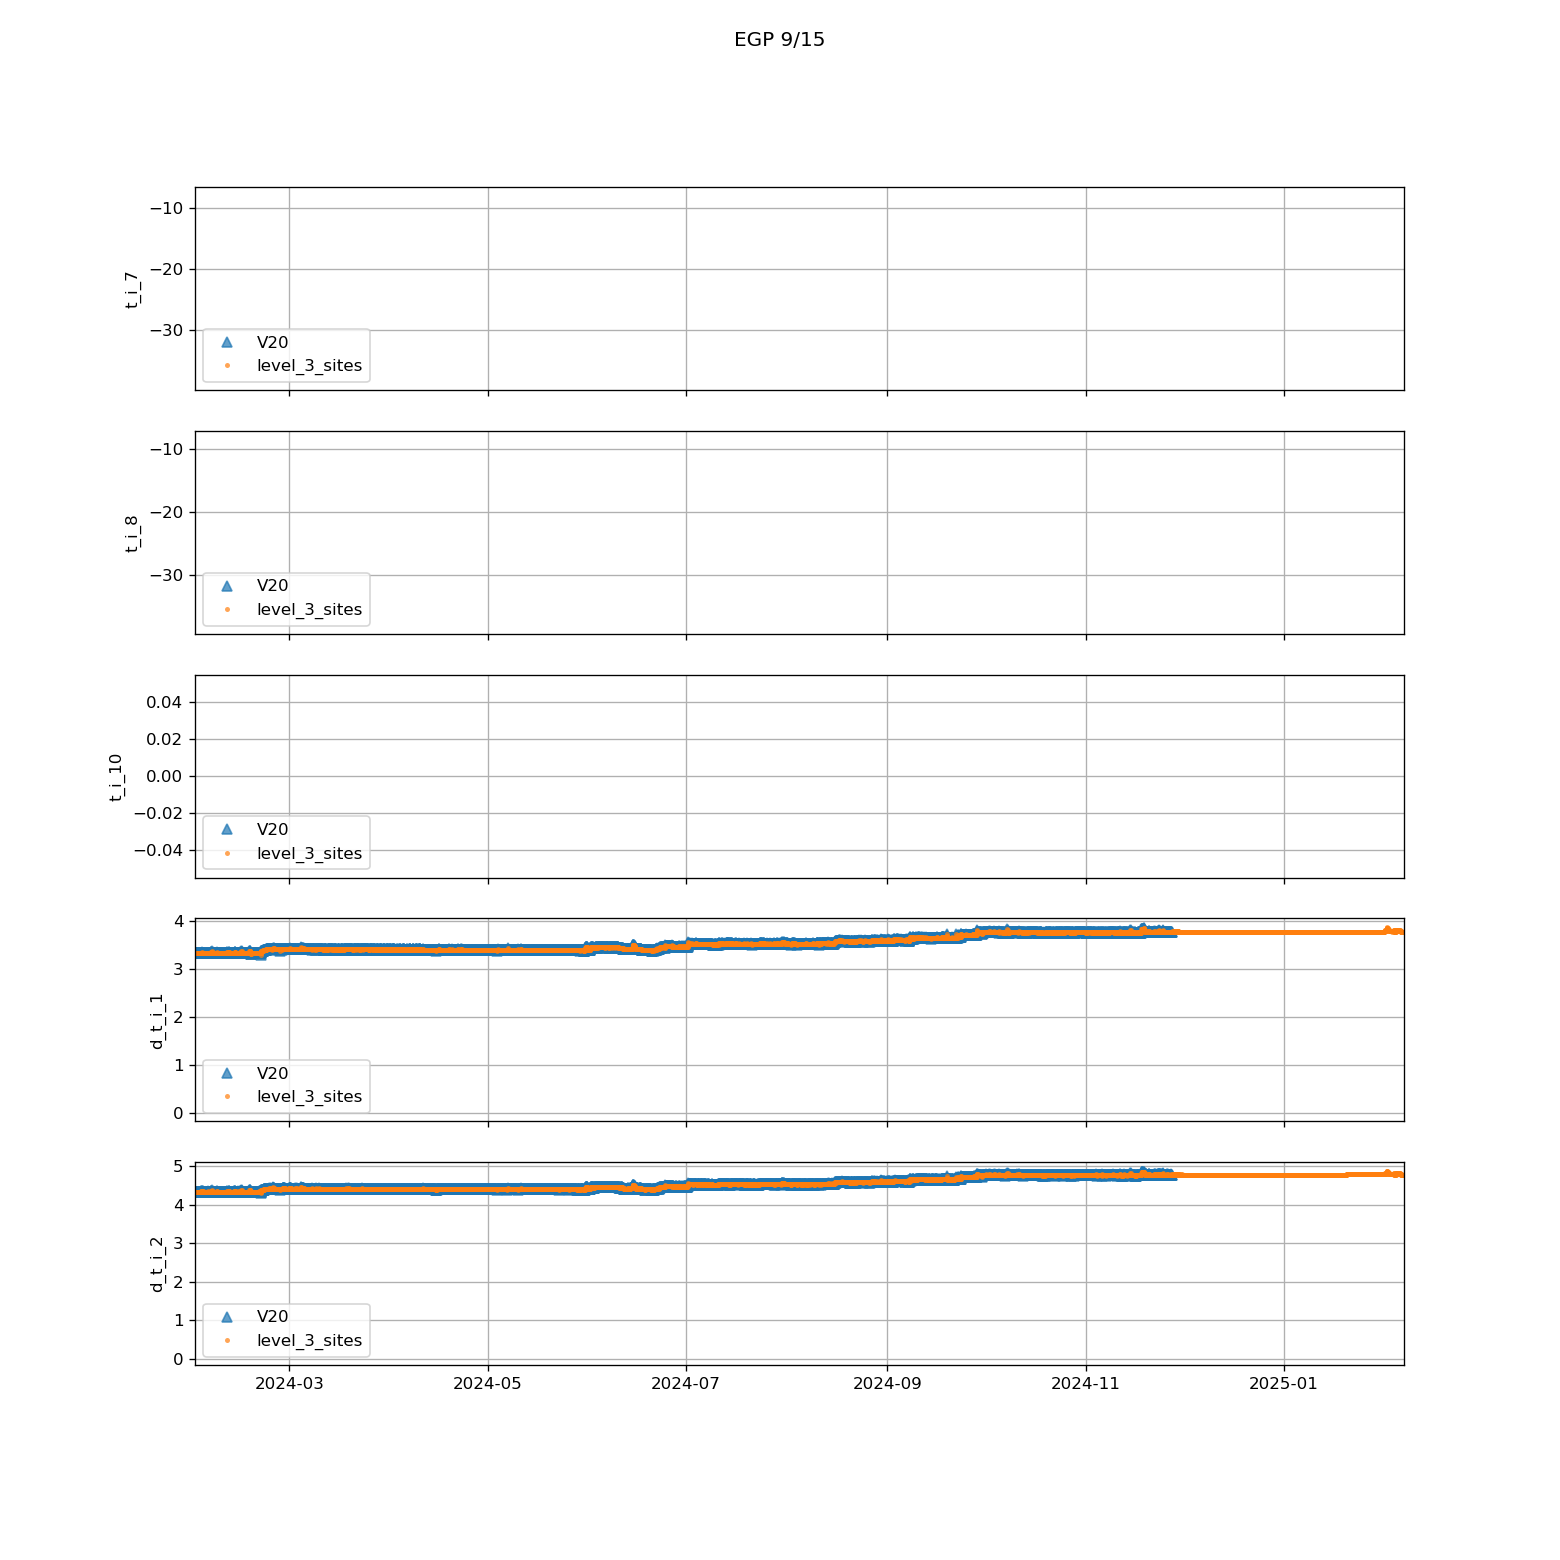 EGP 9/15
−10
−20
−30
t_i_7
V20
level_3_sites
−10
−20
−30
t_i_8
V20
level_3_sites
0.04
0.02
0.00
−0.02
−0.04
t_i_10
V20
level_3_sites
4
3
2
1
0
d_t_i_1
V20
level_3_sites
5
4
3
2
1
0
d_t_i_2
V20
level_3_sites
2024-03 2024-05 2024-07 2024-09 2024-11 2025-01